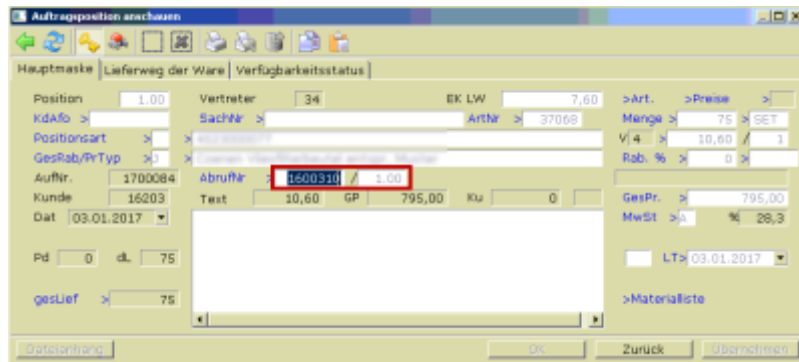 Auftragsposition anschauen
Hauptmaske Lieferweg der Ware Verfügbarkeitsstatus
Position 1.00 Vertreter 34 EK LW 7,60 >Art. >Preise >
KdAfo > SachNr > ArtNr > 37068 Menge > 75 > SET
Positionsart > > V 4 > 10,60 / 1
GesRab/PrTyp > > Rab. % > 0 >
AufNr. 1700084 AbrufNr > 1600310 / 1.00
Kunde 16203 Text 10,60 GP 795,00 Ku 0 GesPr. > 795,00
Dat 03.01.2017 MwSt > A % 28,3
Pd 0 dL 75 LT> 03.01.2017
gesLief > 75 >Materialliste
Dateianhang OK Zurück Übernehmen